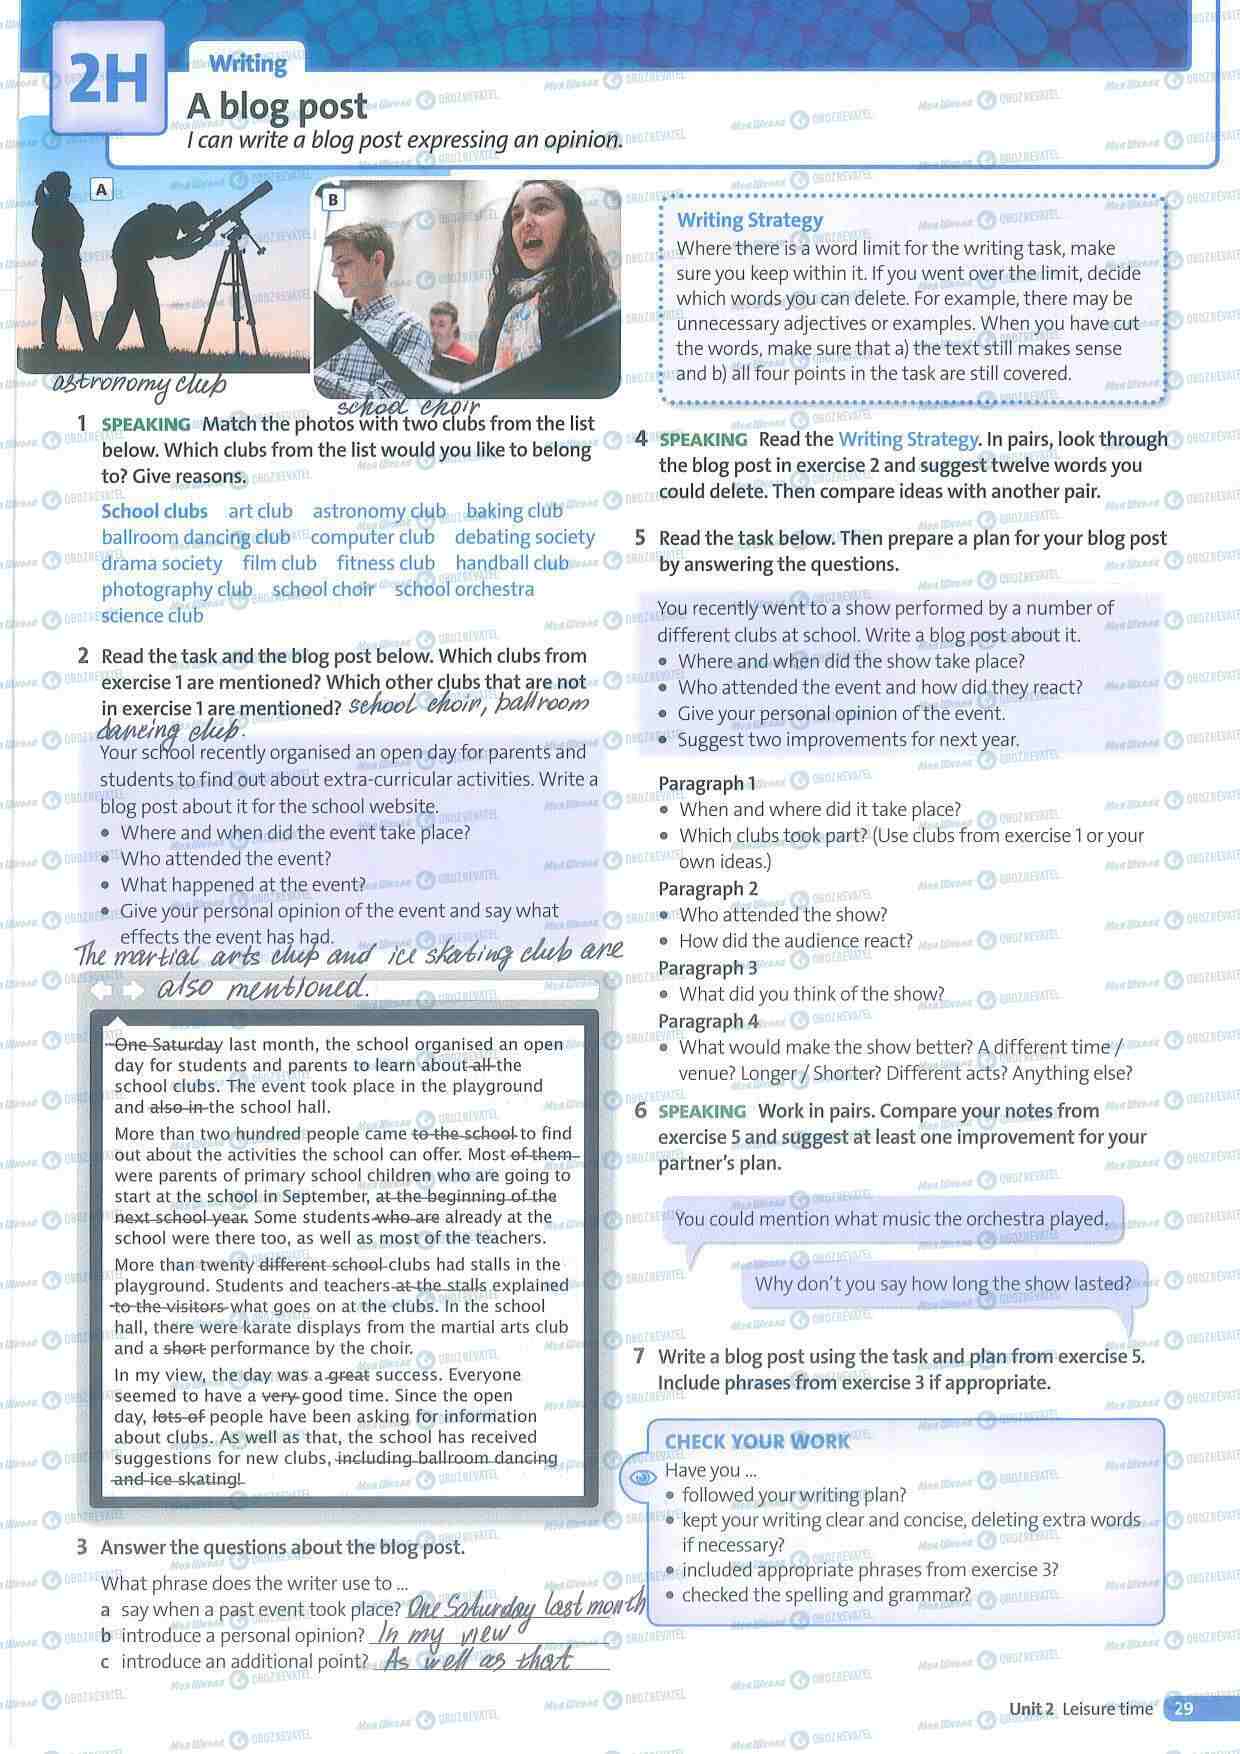 2H
Writing
A blog post
I can write a blog post expressing an opinion.
A
B
astronomy club
school choir
1 SPEAKING Match the photos with two clubs from the list
below. Which clubs from the list would you like to belong
to? Give reasons.
School clubs art club astronomy club baking club
ballroom dancing club computer club debating society
drama society film club fitness club handball club
photography club school choir school orchestra
science club
2 Read the task and the blog post below. Which clubs from
exercise 1 are mentioned? Which other clubs that are not
in exercise 1 are mentioned? school choir, ballroom
dancing club.
Your school recently organised an open day for parents and
students to find out about extra-curricular activities. Write a
blog post about it for the school website.
• Where and when did the event take place?
• Who attended the event?
• What happened at the event?
• Give your personal opinion of the event and say what
effects the event has had.
The martial arts club and ice skating club are
also mentioned.
One Saturday last month, the school organised an open
day for students and parents to learn about all the
school clubs. The event took place in the playground
and also in the school hall.
More than two hundred people came to the school to find
out about the activities the school can offer. Most of them
were parents of primary school children who are going to
start at the school in September, at the beginning of the
next school year. Some students who are already at the
school were there too, as well as most of the teachers.
More than twenty different school clubs had stalls in the
playground. Students and teachers at the stalls explained
to the visitors what goes on at the clubs. In the school
hall, there were karate displays from the martial arts club
and a short performance by the choir.
In my view, the day was a great success. Everyone
seemed to have a very good time. Since the open
day, lots of people have been asking for information
about clubs. As well as that, the school has received
suggestions for new clubs, including ballroom dancing
and ice skating!
3 Answer the questions about the blog post.
What phrase does the writer use to ...
a say when a past event took place? One Saturday last month
b introduce a personal opinion? In my view
c introduce an additional point? As well as that
Writing Strategy
Where there is a word limit for the writing task, make
sure you keep within it. If you went over the limit, decide
which words you can delete. For example, there may be
unnecessary adjectives or examples. When you have cut
the words, make sure that a) the text still makes sense
and b) all four points in the task are still covered.
4 SPEAKING Read the Writing Strategy. In pairs, look through
the blog post in exercise 2 and suggest twelve words you
could delete. Then compare ideas with another pair.
5 Read the task below. Then prepare a plan for your blog post
by answering the questions.
You recently went to a show performed by a number of
different clubs at school. Write a blog post about it.
• Where and when did the show take place?
• Who attended the event and how did they react?
• Give your personal opinion of the event.
• Suggest two improvements for next year.
Paragraph 1
• When and where did it take place?
• Which clubs took part? (Use clubs from exercise 1 or your
own ideas.)
Paragraph 2
• Who attended the show?
• How did the audience react?
Paragraph 3
• What did you think of the show?
Paragraph 4
• What would make the show better? A different time /
venue? Longer / Shorter? Different acts? Anything else?
6 SPEAKING Work in pairs. Compare your notes from
exercise 5 and suggest at least one improvement for your
partner's plan.
You could mention what music the orchestra played.
Why don't you say how long the show lasted?
7 Write a blog post using the task and plan from exercise 5.
Include phrases from exercise 3 if appropriate.
CHECK YOUR WORK
Have you ...
• followed your writing plan?
• kept your writing clear and concise, deleting extra words
if necessary?
• included appropriate phrases from exercise 3?
• checked the spelling and grammar?
Unit 2 Leisure time 29